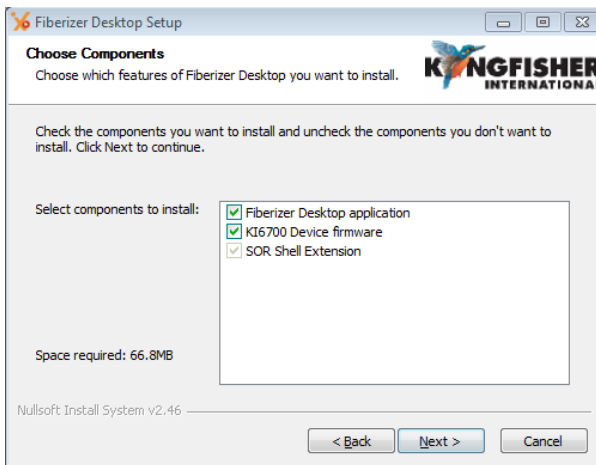 Fiberizer Desktop Setup
Choose Components
Choose which features of Fiberizer Desktop you want to install.
KINGFISHER
INTERNATIONAL
Check the components you want to install and uncheck the components you don't want to
install. Click Next to continue.
Select components to install:
Fiberizer Desktop application
KI6700 Device firmware
SOR Shell Extension
Space required: 66.8MB
Nullsoft Install System v2.46
< Back
Next >
Cancel